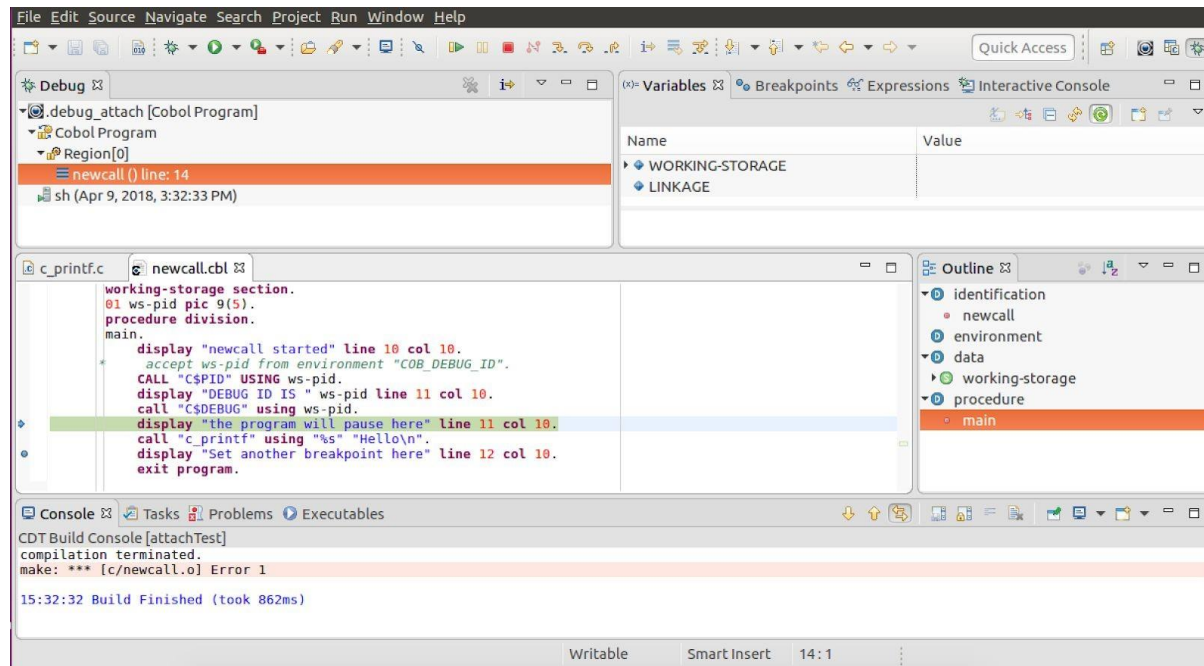 File Edit Source Navigate Search Project Run Window Help
Quick Access
Debug
.debug_attach [Cobol Program]
Cobol Program
Region[0]
newcall () line: 14
sh (Apr 9, 2018, 3:32:33 PM)
(x)= Variables Breakpoints Expressions Interactive Console
Name Value
WORKING-STORAGE
LINKAGE
c_printf.c newcall.cbl
working-storage section.
01 ws-pid pic 9(5).
procedure division.
main.
display "newcall started" line 10 col 10.
* accept ws-pid from environment "COB_DEBUG_ID".
CALL "C$PID" USING ws-pid.
display "DEBUG ID IS " ws-pid line 11 col 10.
call "C$DEBUG" using ws-pid.
display "the program will pause here" line 11 col 10.
call "c_printf" using "%s" "Hello\n".
display "Set another breakpoint here" line 12 col 10.
exit program.
Outline
identification
newcall
environment
data
working-storage
procedure
main
Console Tasks Problems Executables
CDT Build Console [attachTest]
compilation terminated.
make: *** [c/newcall.o] Error 1
15:32:32 Build Finished (took 862ms)
Writable Smart Insert 14 : 1